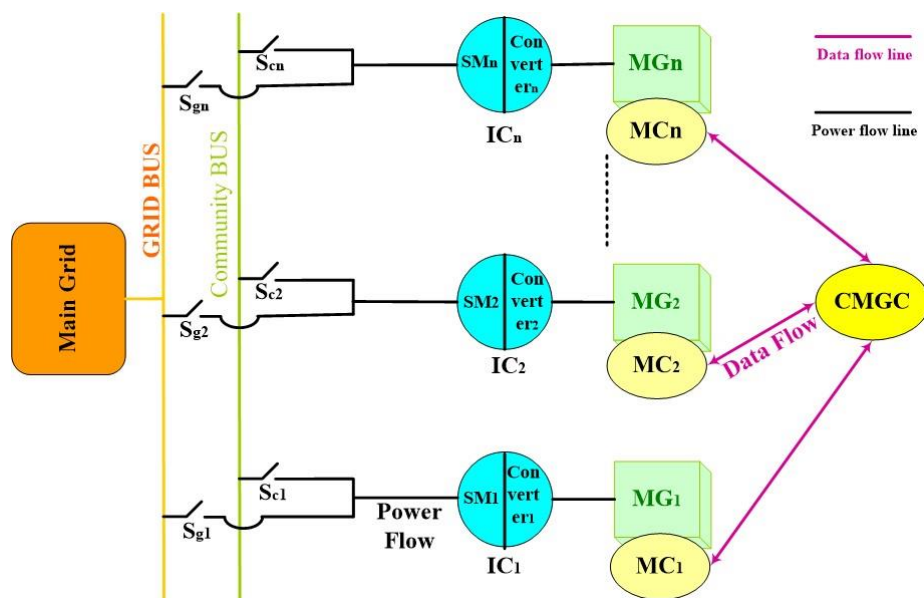 Data flow line
Power flow line
Main Grid
GRID BUS
Community BUS
Scn
Sgn
SMn
Con
vert
ern
ICn
MGn
MCn
Sc2
Sg2
SM2
Con
vert
er2
IC2
MG2
MC2
Data Flow
CMGC
Sc1
Sg1
Power
Flow
SM1
Con
vert
er1
IC1
MG1
MC1